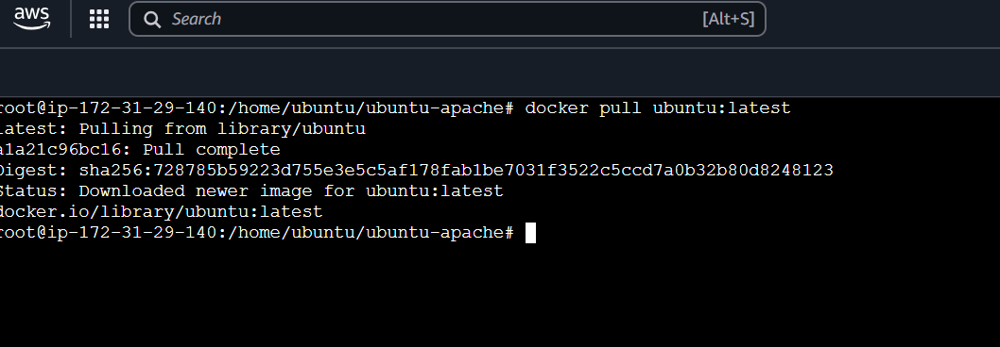 aws
Search [Alt+S]
root@ip-172-31-29-140:/home/ubuntu/ubuntu-apache# docker pull ubuntu:latest
latest: Pulling from library/ubuntu
a1a21c96bc16: Pull complete
Digest: sha256:728785b59223d755e3e5c5af178fab1be7031f3522c5ccd7a0b32b80d8248123
Status: Downloaded newer image for ubuntu:latest
docker.io/library/ubuntu:latest
root@ip-172-31-29-140:/home/ubuntu/ubuntu-apache#